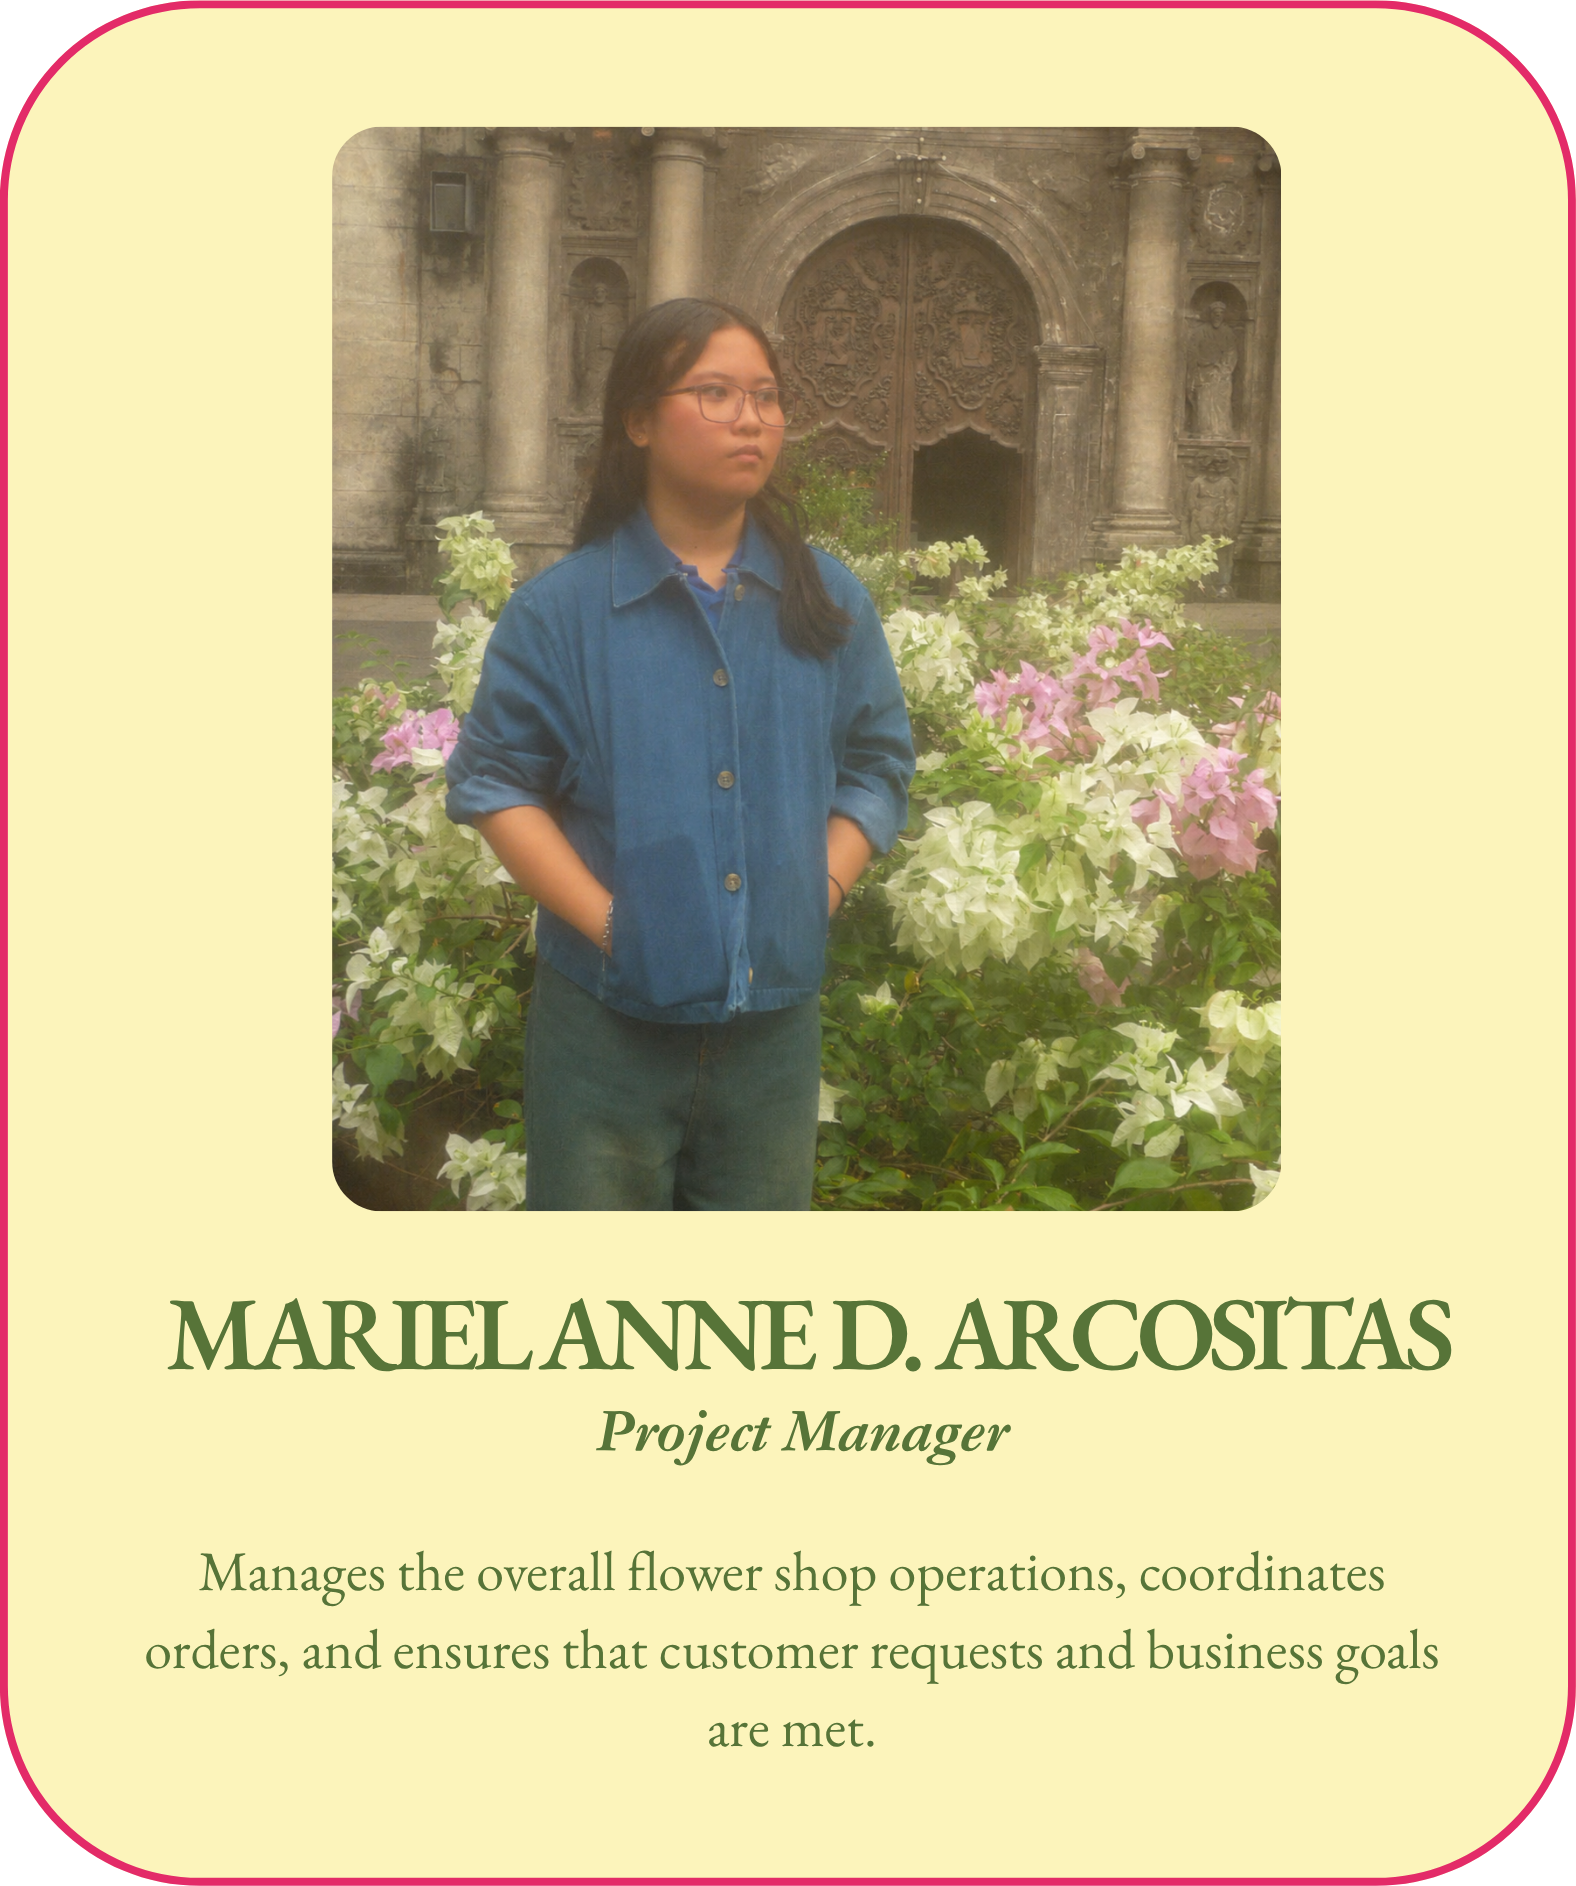 MARIEL ANNE D. ARCOSITAS
Project Manager
Manages the overall flower shop operations, coordinates
orders, and ensures that customer requests and business goals
are met.